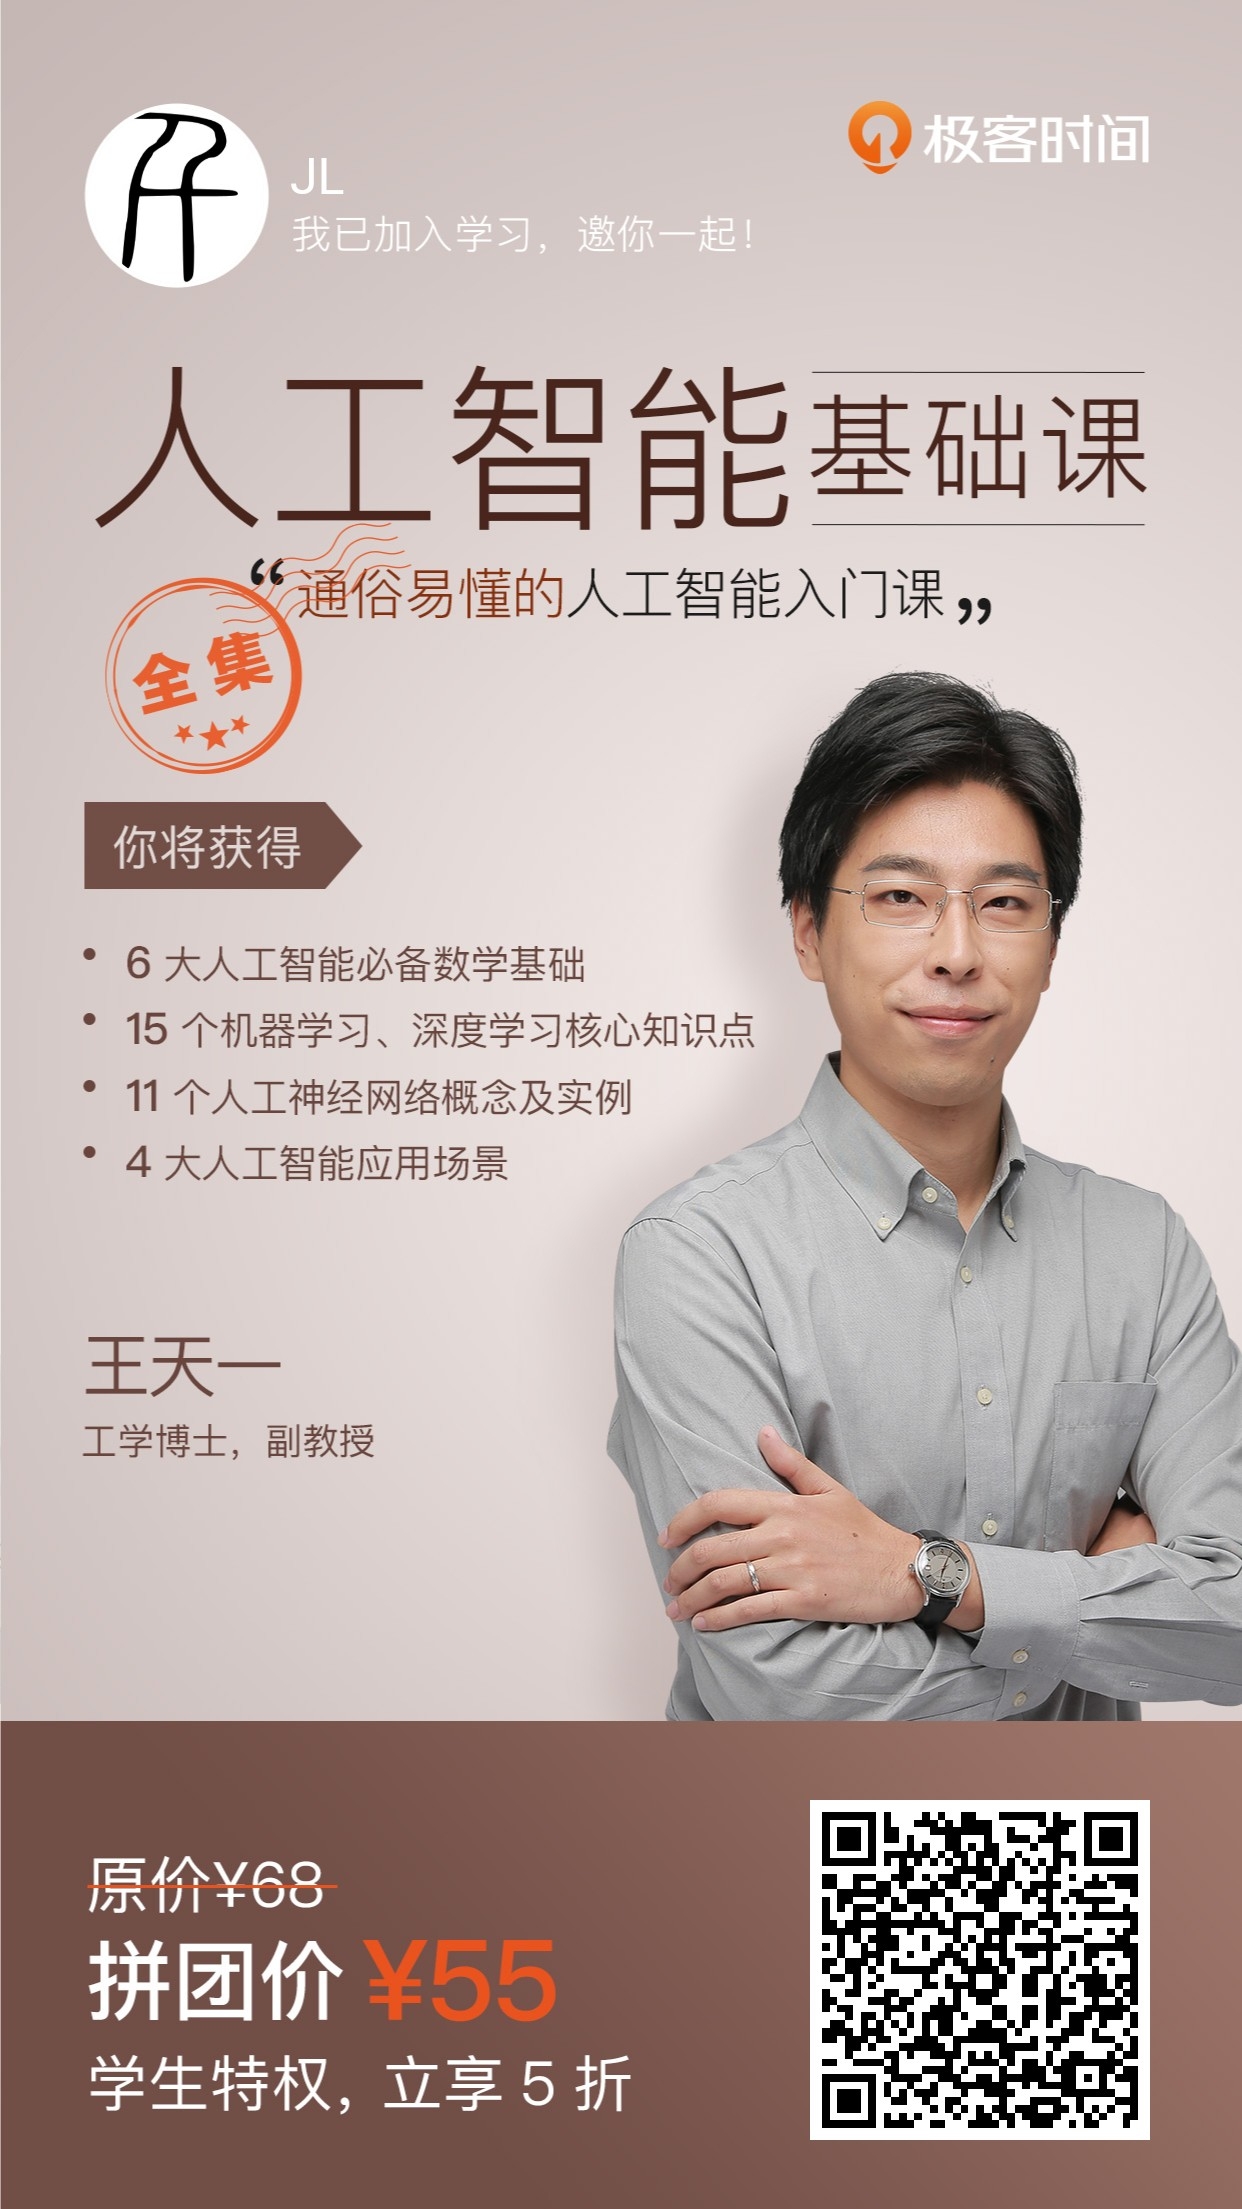 JL
我已加入学习，邀你一起！
极客时间
人工智能基础课
“通俗易懂的人工智能入门课”
全集
你将获得
• 6 大人工智能必备数学基础
• 15 个机器学习、深度学习核心知识点
• 11 个人工神经网络概念及实例
• 4 大人工智能应用场景
王天一
工学博士，副教授
原价¥68
拼团价 ¥55
学生特权，立享 5 折